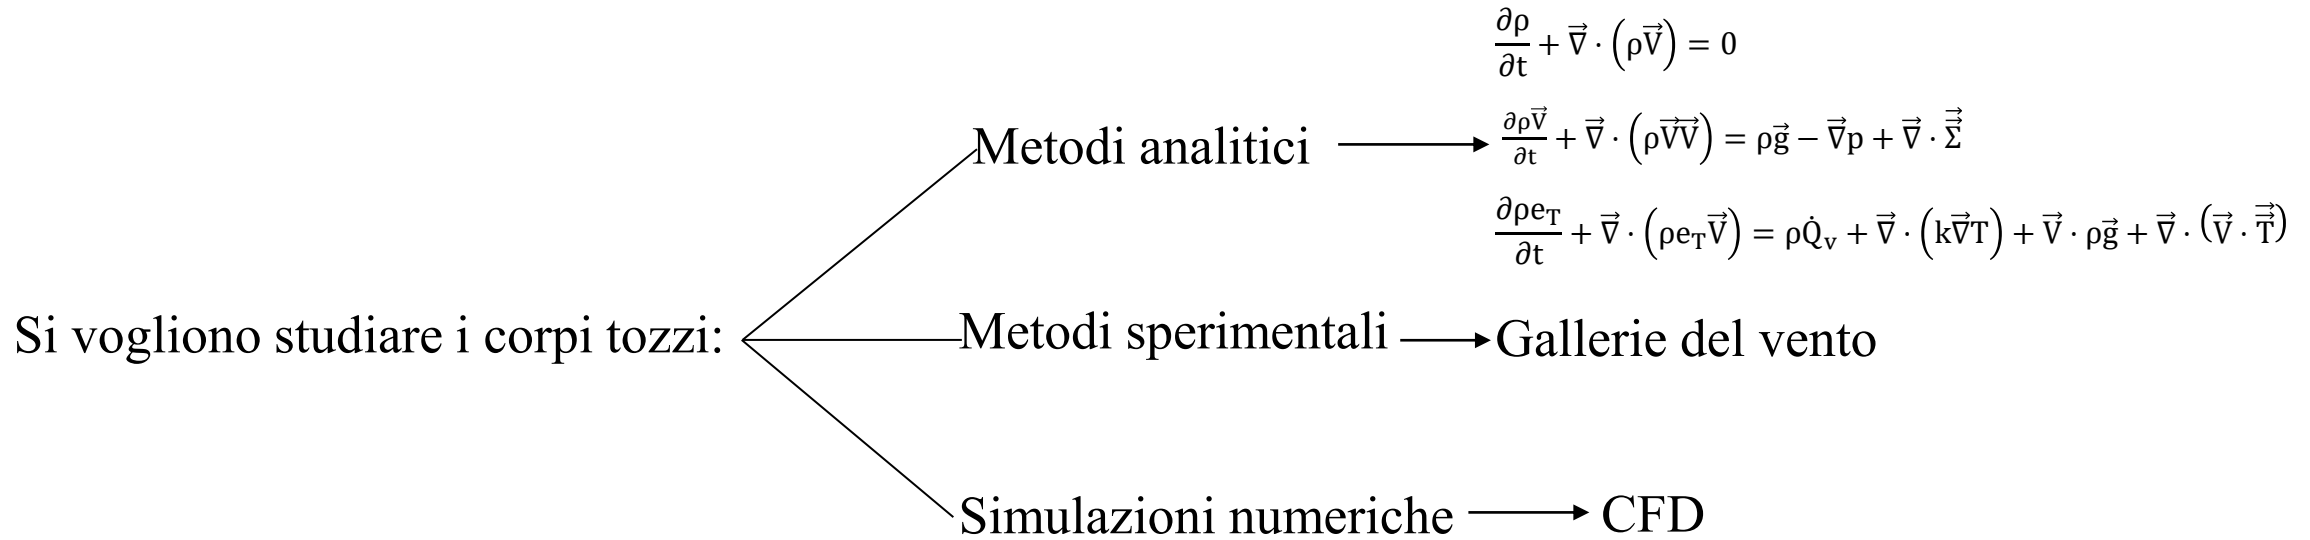 ∂ρ/∂t + ∇⃗ · (ρV⃗) = 0
Metodi analitici
∂ρV⃗/∂t + ∇⃗ · (ρV⃗V⃗) = ρg⃗ − ∇⃗p + ∇⃗ · Σ⃗⃗
∂ρe_T/∂t + ∇⃗ · (ρe_TV⃗) = ρQ̇_v + ∇⃗ · (k∇⃗T) + V⃗ · ρg⃗ + ∇⃗ · (V⃗ · T⃗⃗)
Si vogliono studiare i corpi tozzi:
Metodi sperimentali
Gallerie del vento
Simulazioni numeriche
CFD